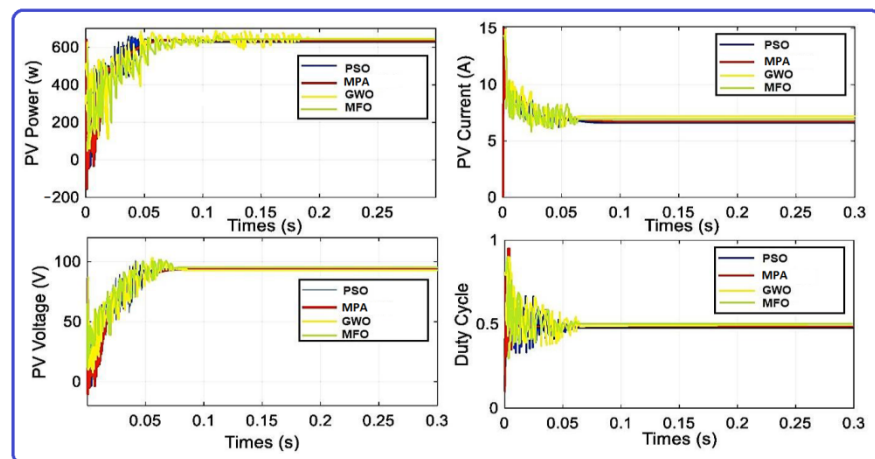 PV Power (w)
600
400
200
0
−200
PSO
MPA
GWO
MFO
0
0.05
0.1
0.15
0.2
0.25
Times (s)
PV Current (A)
15
10
5
0
PSO
MPA
GWO
MFO
0
0.05
0.1
0.15
0.2
0.25
0.3
Times (s)
PV Voltage (V)
100
50
0
PSO
MPA
GWO
MFO
0
0.05
0.1
0.15
0.2
0.25
0.3
Times (s)
Duty Cycle
1
0.5
0
PSO
MPA
GWO
MFO
0
0.05
0.1
0.15
0.2
0.25
0.3
Times (s)